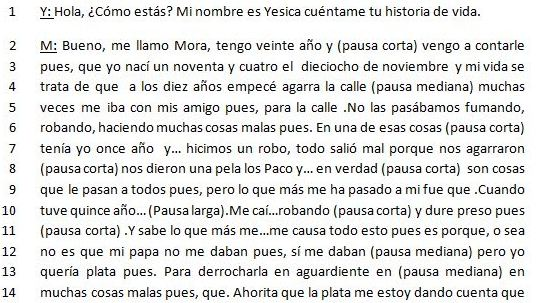 1 Y: Hola, ¿Cómo estás? Mi nombre es Yesica cuéntame tu historia de vida.
2 M: Bueno, me llamo Mora, tengo veinte año y (pausa corta) vengo a contarle
3 pues, que yo nací un noventa y cuatro el dieciocho de noviembre y mi vida se
4 trata de que a los diez años empecé agarra la calle (pausa mediana) muchas
5 veces me iba con mis amigo pues, para la calle .No las pasábamos fumando,
6 robando, haciendo muchas cosas malas pues. En una de esas cosas (pausa corta)
7 tenía yo once año y... hicimos un robo, todo salió mal porque nos agarraron
8 (pausa corta) nos dieron una pela los Paco y... en verdad (pausa corta) son cosas
9 que le pasan a todos pues, pero lo que más me ha pasado a mi fue que .Cuando
10 tuve quince año... (Pausa larga).Me caí...robando (pausa corta) y dure preso pues
11 (pausa corta) .Y sabe lo que más me...me causa todo esto pues es porque, o sea
12 no es que mi papa no me daban pues, sí me daban (pausa mediana) pero yo
13 quería plata pues. Para derrocharla en aguardiente en (pausa mediana) en
14 muchas cosas malas pues, que. Ahorita que la plata me estoy dando cuenta que